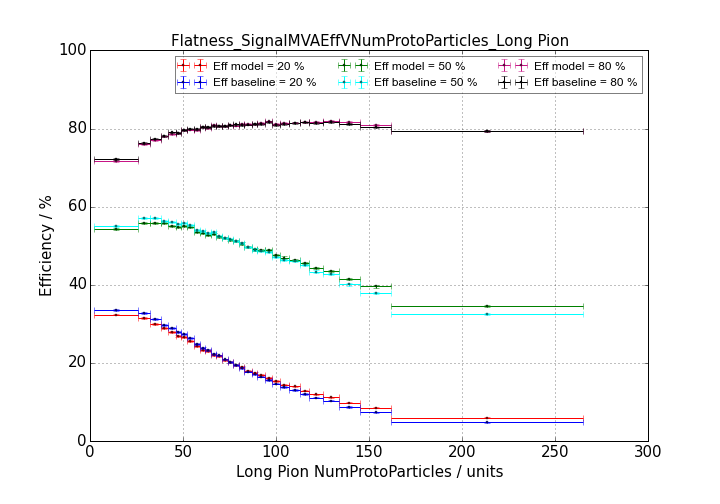 Flatness_SignalMVAEffVNumProtoParticles_Long Pion
Eff model = 20 % Eff model = 50 % Eff model = 80 %
Eff baseline = 20 % Eff baseline = 50 % Eff baseline = 80 %
100
80
60
40
20
0
Efficiency / %
0 50 100 150 200 250 300
Long Pion NumProtoParticles / units